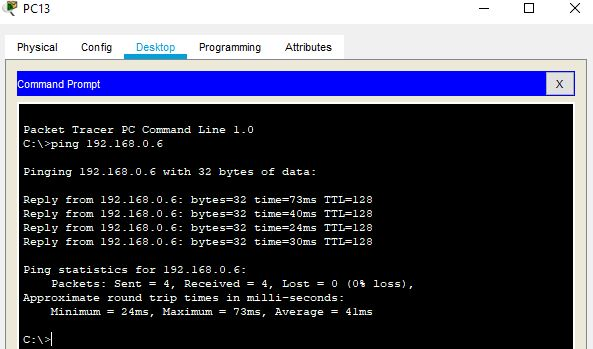 PC13
Physical Config Desktop Programming Attributes
Command Prompt X
Packet Tracer PC Command Line 1.0
C:\>ping 192.168.0.6
Pinging 192.168.0.6 with 32 bytes of data:
Reply from 192.168.0.6: bytes=32 time=73ms TTL=128
Reply from 192.168.0.6: bytes=32 time=40ms TTL=128
Reply from 192.168.0.6: bytes=32 time=24ms TTL=128
Reply from 192.168.0.6: bytes=32 time=30ms TTL=128
Ping statistics for 192.168.0.6:
Packets: Sent = 4, Received = 4, Lost = 0 (0% loss),
Approximate round trip times in milli-seconds:
Minimum = 24ms, Maximum = 73ms, Average = 41ms
C:\>